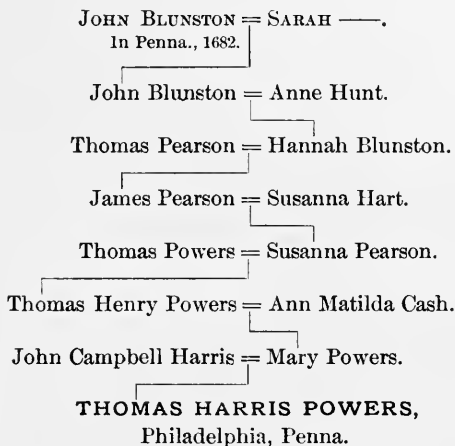 JOHN BLUNSTON = SARAH ——.
In Penna., 1682.
John Blunston = Anne Hunt.
Thomas Pearson = Hannah Blunston.
James Pearson = Susanna Hart.
Thomas Powers = Susanna Pearson.
Thomas Henry Powers = Ann Matilda Cash.
John Campbell Harris = Mary Powers.
THOMAS HARRIS POWERS,
Philadelphia, Penna.